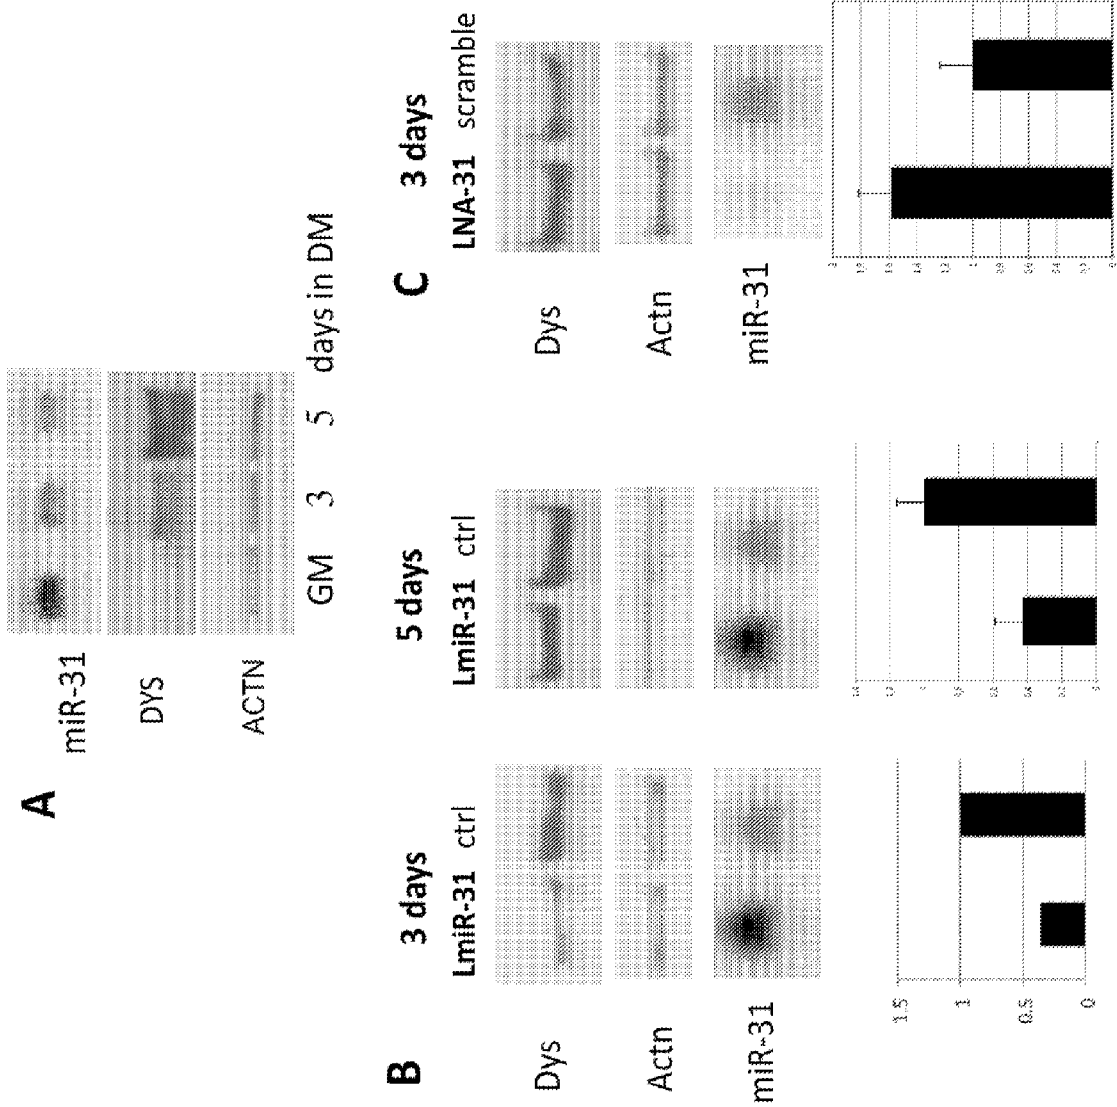 A
miR-31
DYS
ACTN
GM 3 5 days in DM
B
3 days
LmiR-31 ctrl
5 days
LmiR-31 ctrl
Dys
Actn
miR-31
1.5
1
0.5
0
C
3 days
LNA-31 scramble
Dys
Actn
miR-31